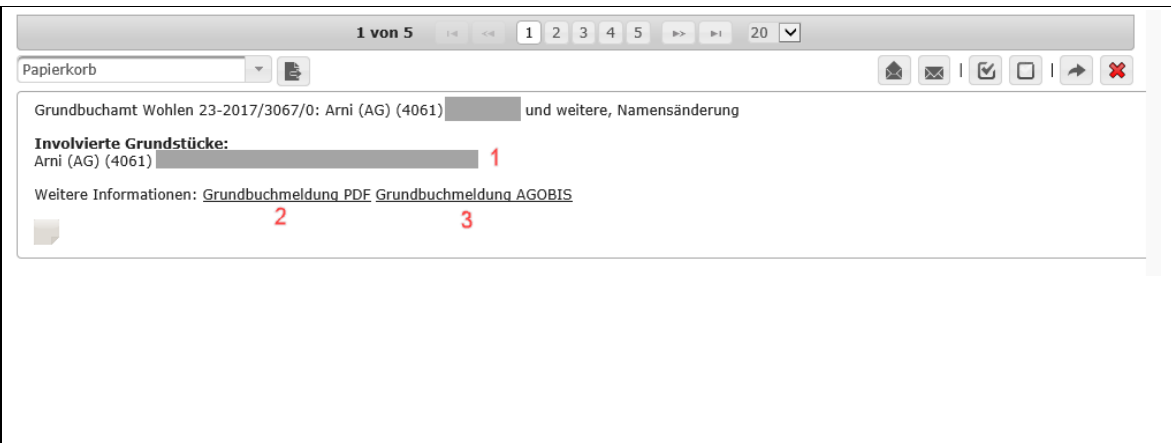 1 von 5 1 2 3 4 5 20
Papierkorb
Grundbuchamt Wohlen 23-2017/3067/0: Arni (AG) (4061) und weitere, Namensänderung
Involvierte Grundstücke:
Arni (AG) (4061) 1
Weitere Informationen: Grundbuchmeldung PDF Grundbuchmeldung AGOBIS
2 3